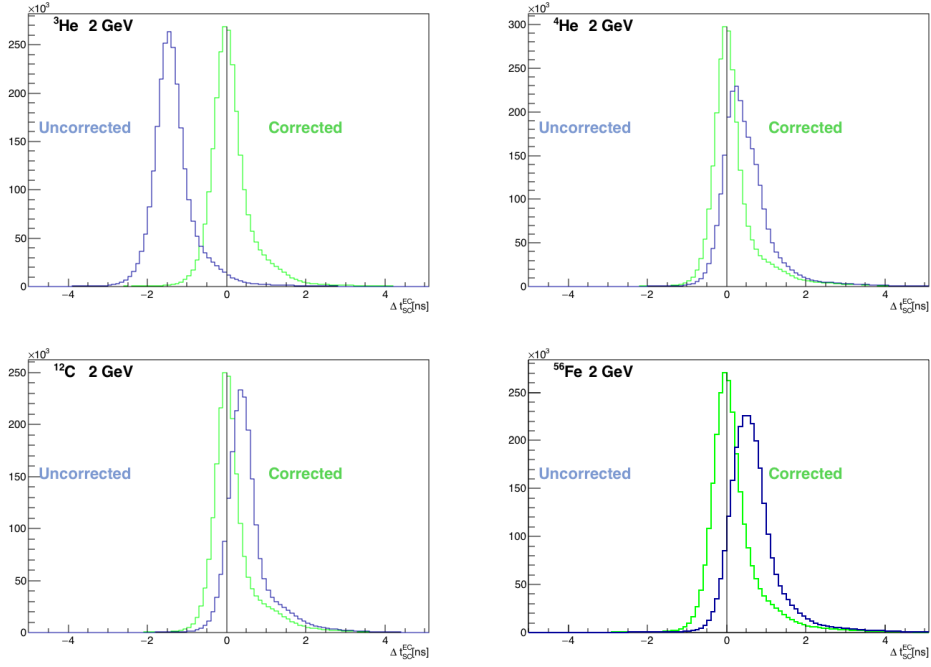 ×10³
³He 2 GeV
250
200
150
100
50
0
Uncorrected
Corrected
−4 −2 0 2 4
Δ t_SC^EC[ns]
×10³
⁴He 2 GeV
300
250
200
150
100
50
0
Uncorrected
Corrected
−4 −2 0 2 4
Δ t_SC^EC[ns]
×10³
¹²C 2 GeV
250
200
150
100
50
0
Uncorrected
Corrected
−4 −2 0 2 4
Δ t_SC^EC[ns]
×10³
⁵⁶Fe 2 GeV
250
200
150
100
50
0
Uncorrected
Corrected
−4 −2 0 2 4
Δ t_SC^EC[ns]